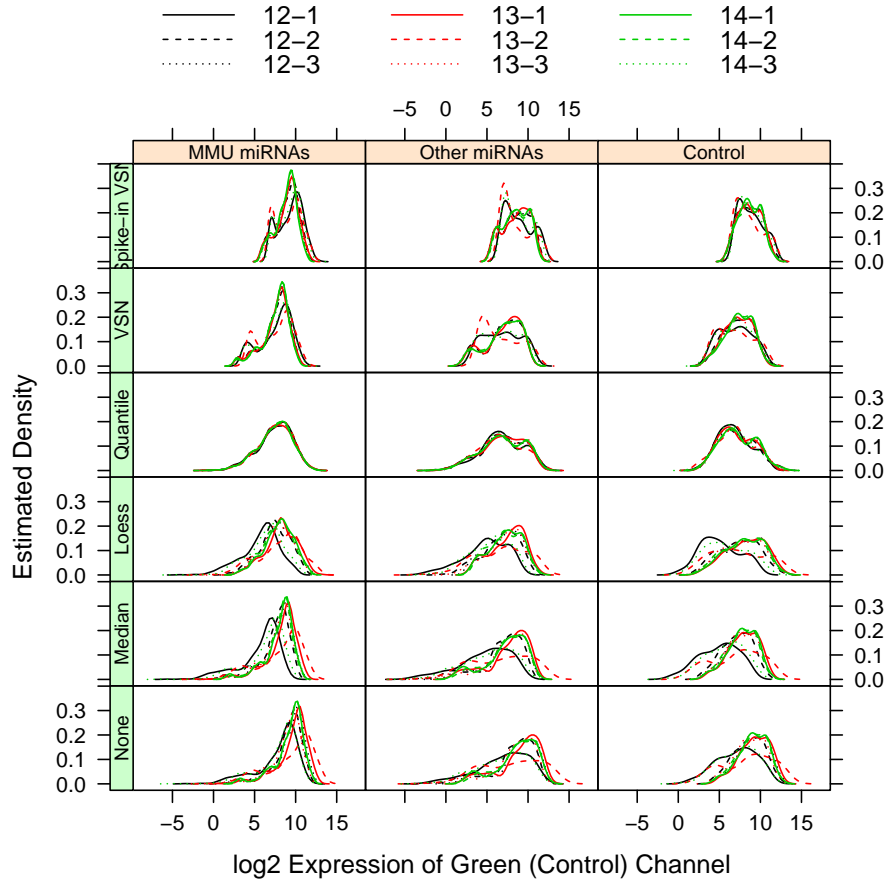 12−1 13−1 14−1
12−2 13−2 14−2
12−3 13−3 14−3
−5 0 5 10 15
MMU miRNAs Other miRNAs Control
Spike−in VSN
0.0 0.1 0.2 0.3
VSN
0.0 0.1 0.2 0.3
Quantile
0.0 0.1 0.2 0.3
Loess
0.0 0.1 0.2 0.3
Median
0.0 0.1 0.2 0.3
None
0.0 0.1 0.2 0.3
Estimated Density
−5 0 5 10 15 −5 0 5 10 15
log2 Expression of Green (Control) Channel